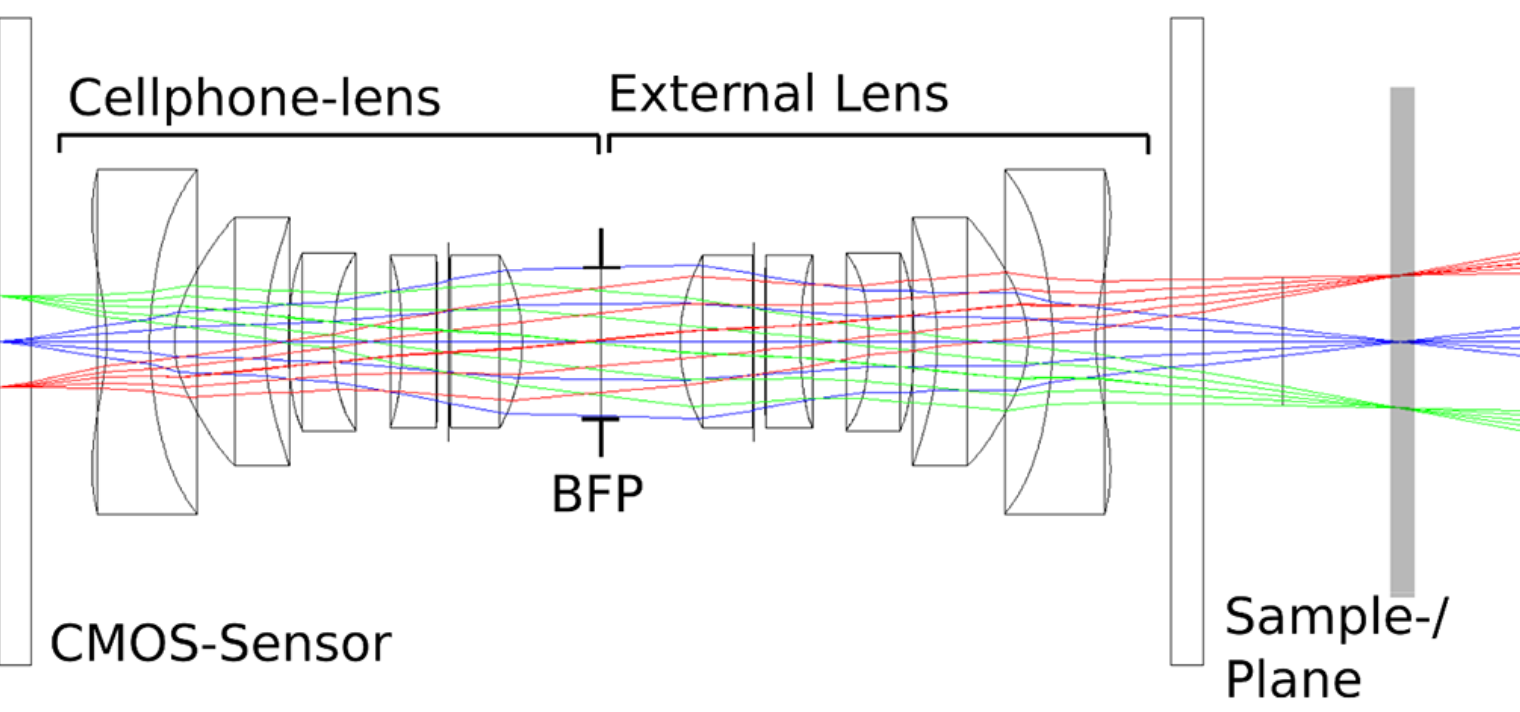 Cellphone-lens
External Lens
BFP
CMOS-Sensor
Sample-/
Plane